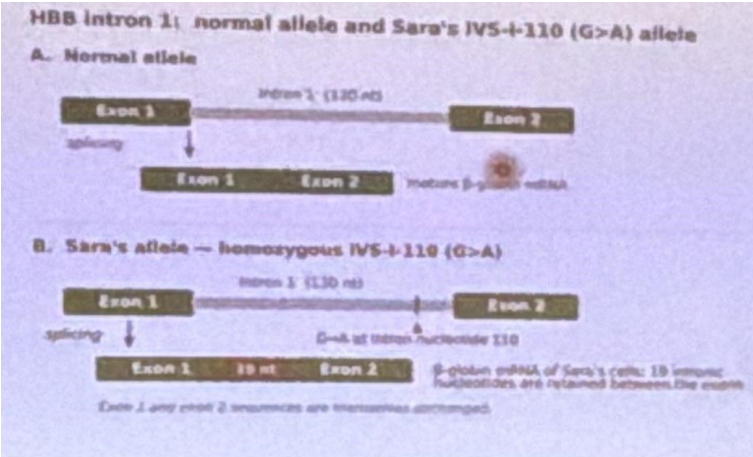 HBB intron 1: normal allele and Sara's IVS-I-110 (G>A) allele
A. Normal allele
Intron 1 (130 nt)
Exon 1
Exon 2
splicing
Exon 1 Exon 2
mature mRNA
B. Sara's allele — homozygous IVS-I-110 (G>A)
Intron 1 (130 nt)
Exon 1
Exon 2
splicing
G→A at intron nucleotide 110
Exon 1 19 nt Exon 2
β-globin mRNA of Sara's cells: 19 intronic
nucleotides are retained between the exons
Exon 1 and exon 2 sequences are themselves unchanged.